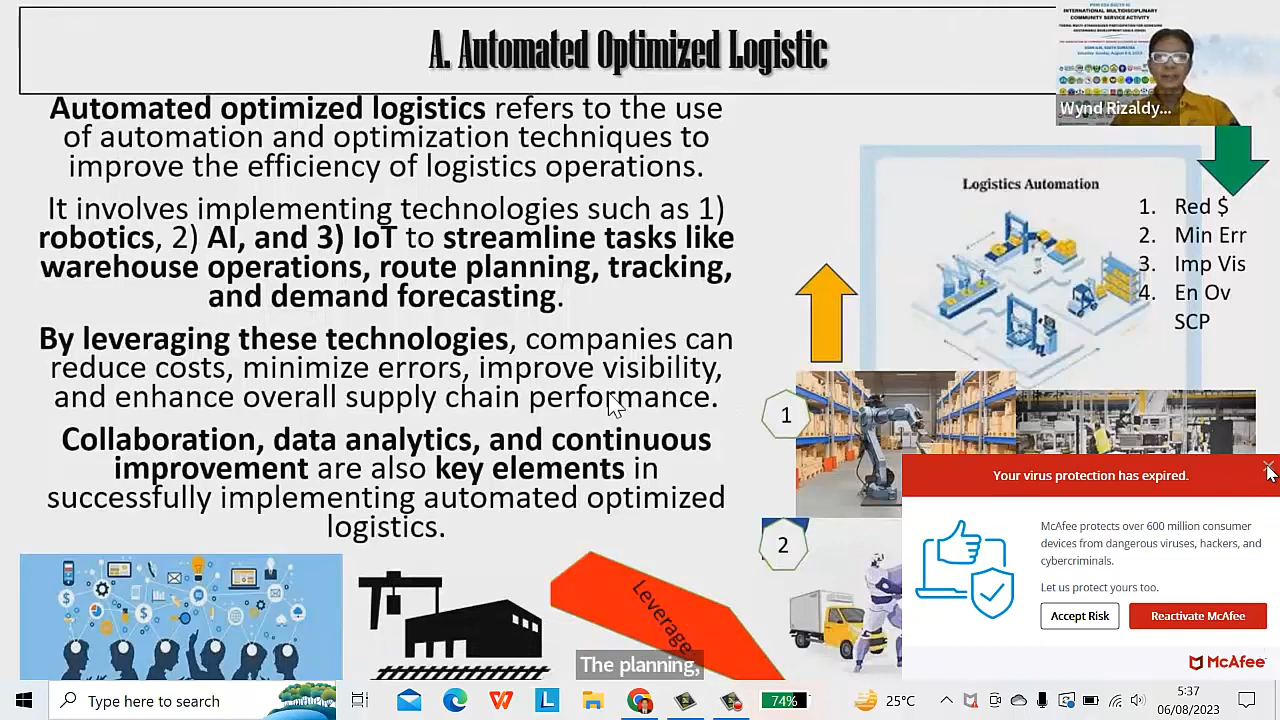 A. Automated Optimized Logistic
Automated optimized logistics refers to the use
of automation and optimization techniques to
improve the efficiency of logistics operations.
It involves implementing technologies such as 1)
robotics, 2) AI, and 3) IoT to streamline tasks like
warehouse operations, route planning, tracking,
and demand forecasting.
By leveraging these technologies, companies can
reduce costs, minimize errors, improve visibility,
and enhance overall supply chain performance.
Collaboration, data analytics, and continuous
improvement are also key elements in
successfully implementing automated optimized
logistics.
INTERNATIONAL MULTIDISCIPLINARY
COMMUNITY SERVICE ACTIVITY
Wynd Rizaldy...
Logistics Automation
1. Red $
2. Min Err
3. Imp Vis
4. En Ov
SCP
1
2
Leverage
The planning,
Your virus protection has expired.
McAfee protects over 600 million consumer
devices from dangerous viruses, hackers, and
cybercriminals.
Let us protect yours too.
Accept Risk
Reactivate McAfee
McAfee
Type here to search
74%
25°C
5:37
06/08/2023